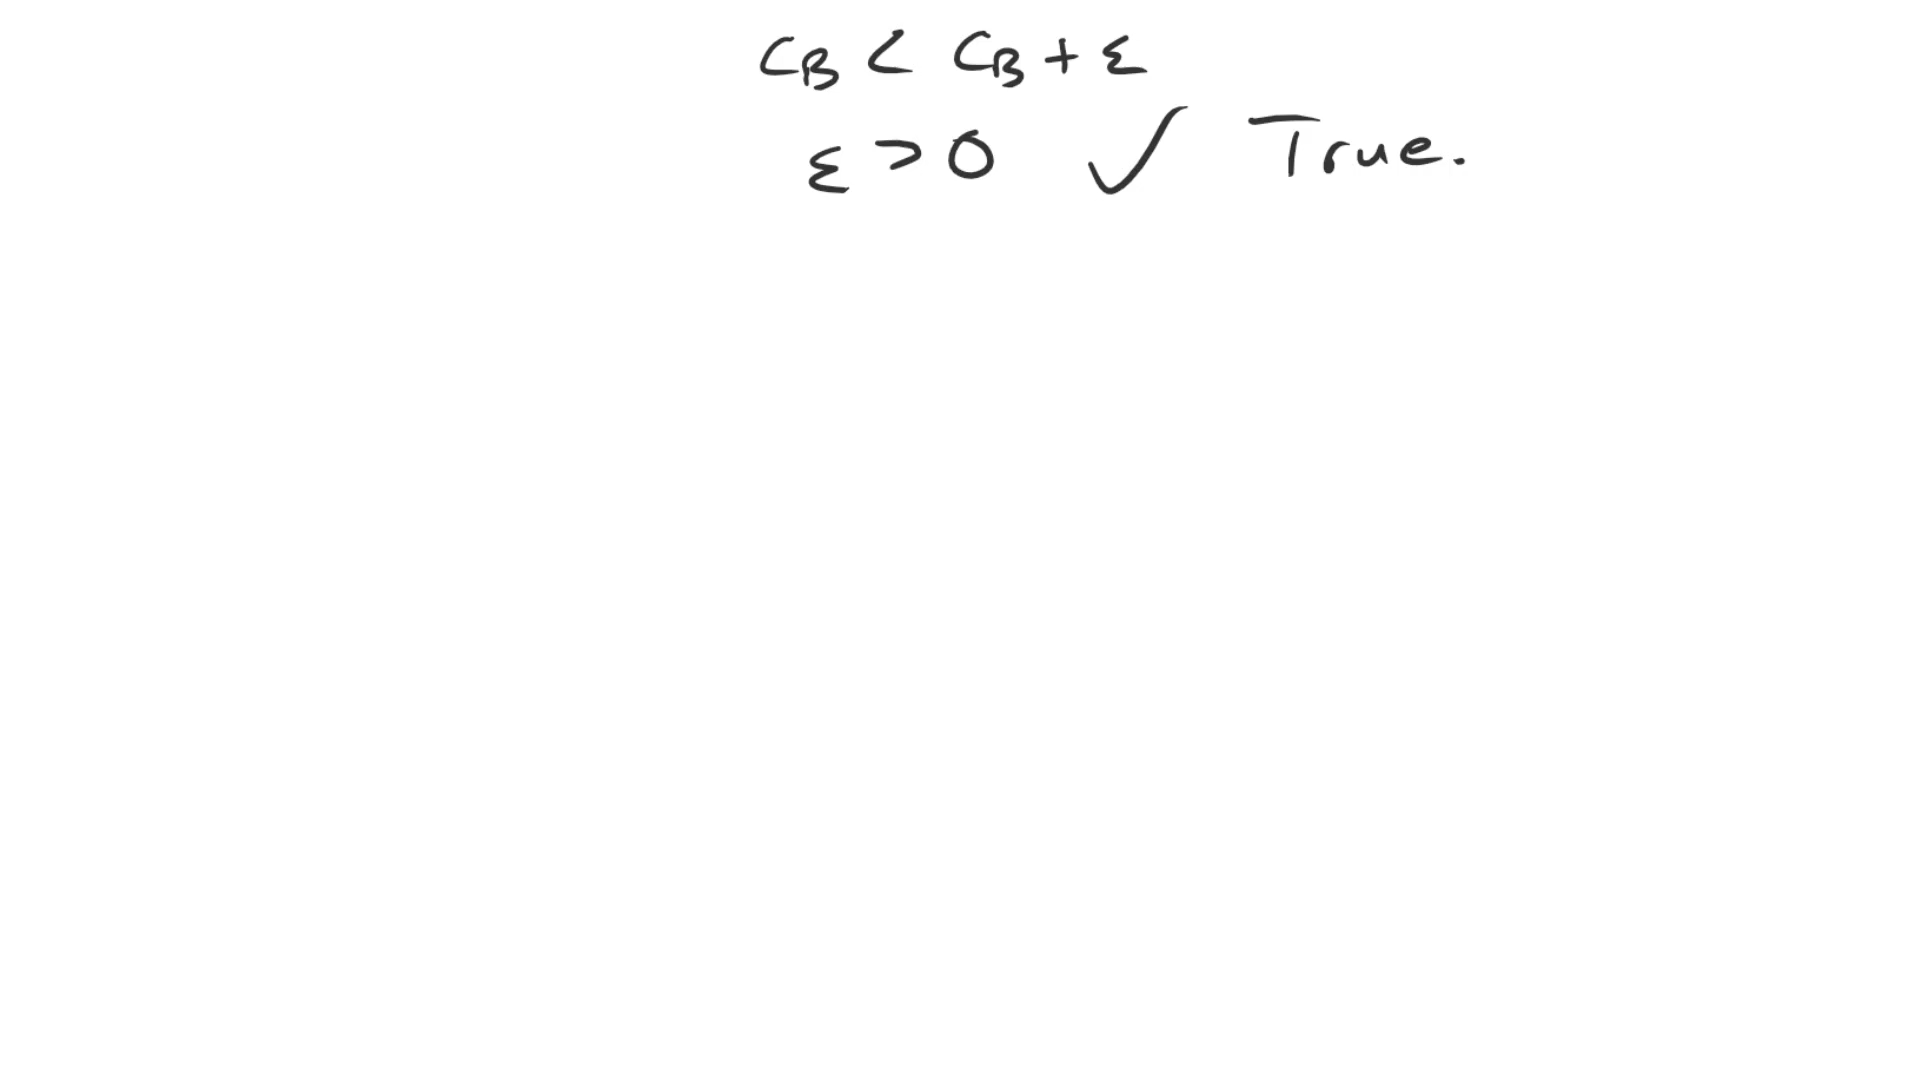 C_B < C_B + ε
ε > 0 ✓ True.